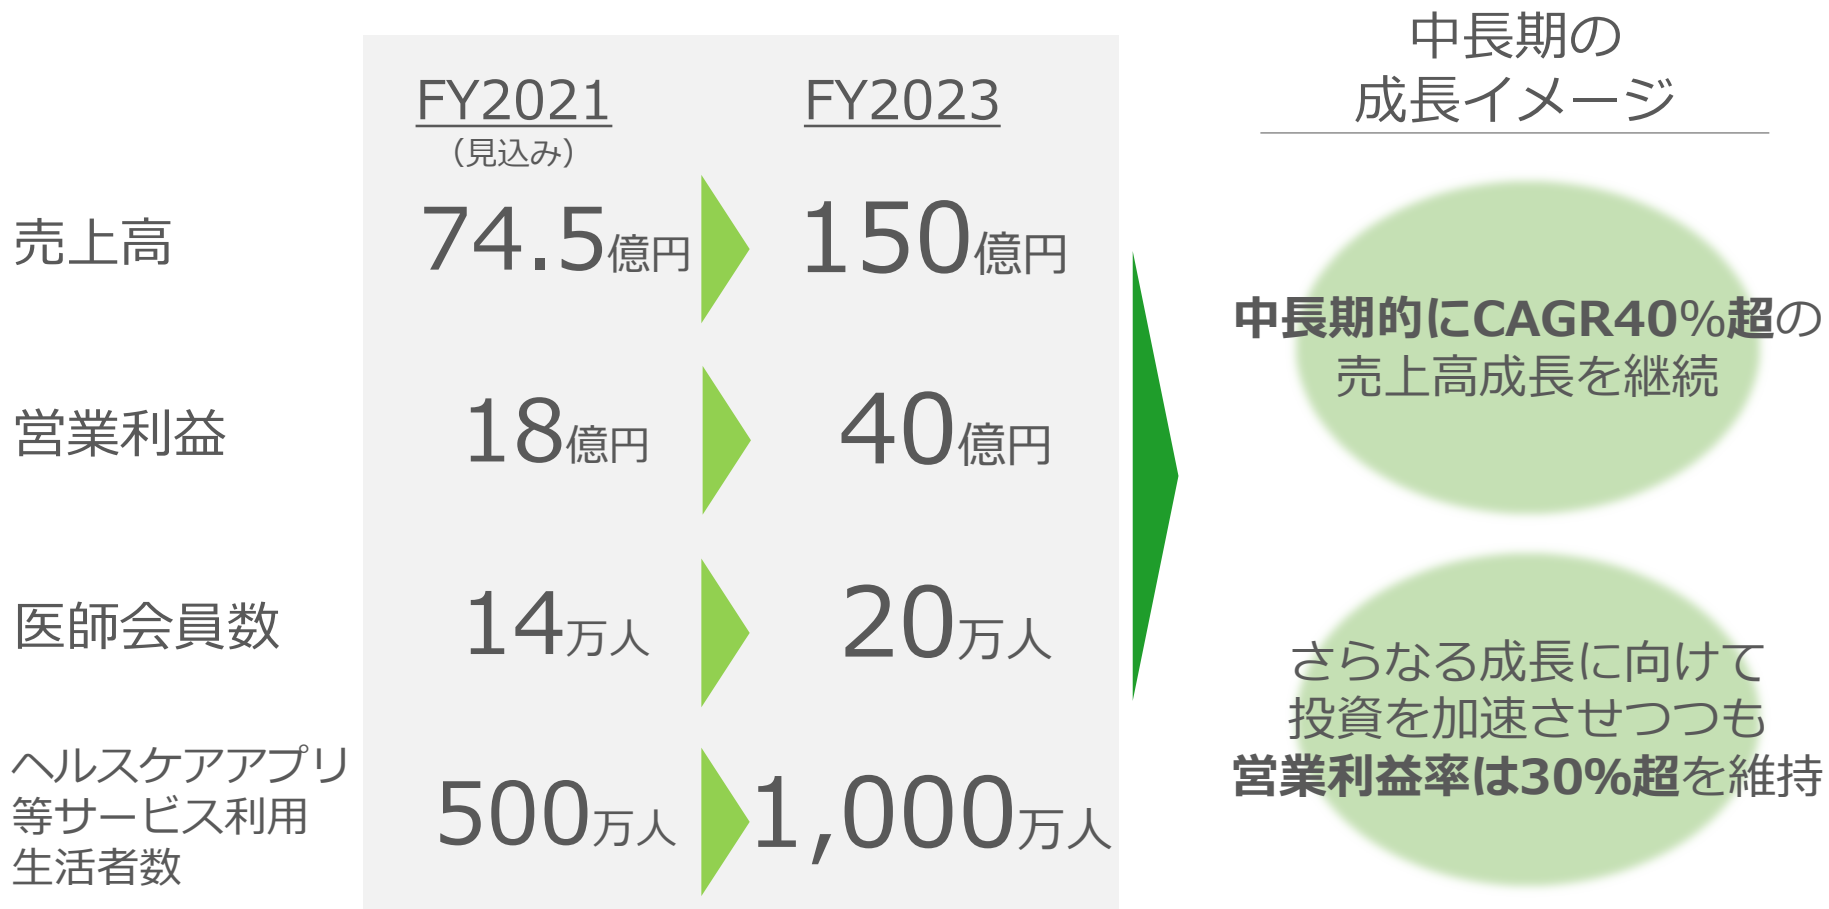 中長期の
成長イメージ
FY2021
（見込み）
FY2023
売上高
74.5億円
150億円
営業利益
18億円
40億円
医師会員数
14万人
20万人
ヘルスケアアプリ
等サービス利用
生活者数
500万人
1,000万人
中長期的にCAGR40%超の
売上高成長を継続
さらなる成長に向けて
投資を加速させつつも
営業利益率は30%超を維持